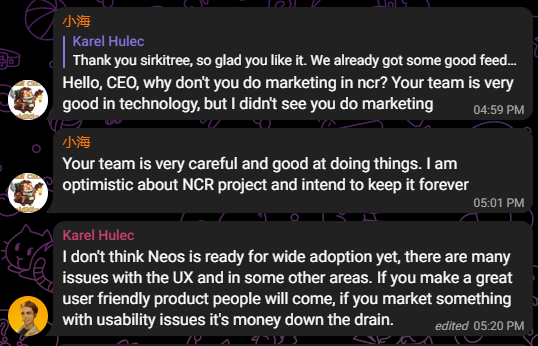 小海
Karel Hulec
Thank you sirkitree, so glad you like it. We already got some good feed...
Hello, CEO, why don't you do marketing in ncr? Your team is very
good in technology, but I didn't see you do marketing
04:59 PM
小海
Your team is very careful and good at doing things. I am
optimistic about NCR project and intend to keep it forever
05:01 PM
Karel Hulec
I don't think Neos is ready for wide adoption yet, there are many
issues with the UX and in some other areas. If you make a great
user friendly product people will come, if you market something
with usability issues it's money down the drain.
edited 05:20 PM